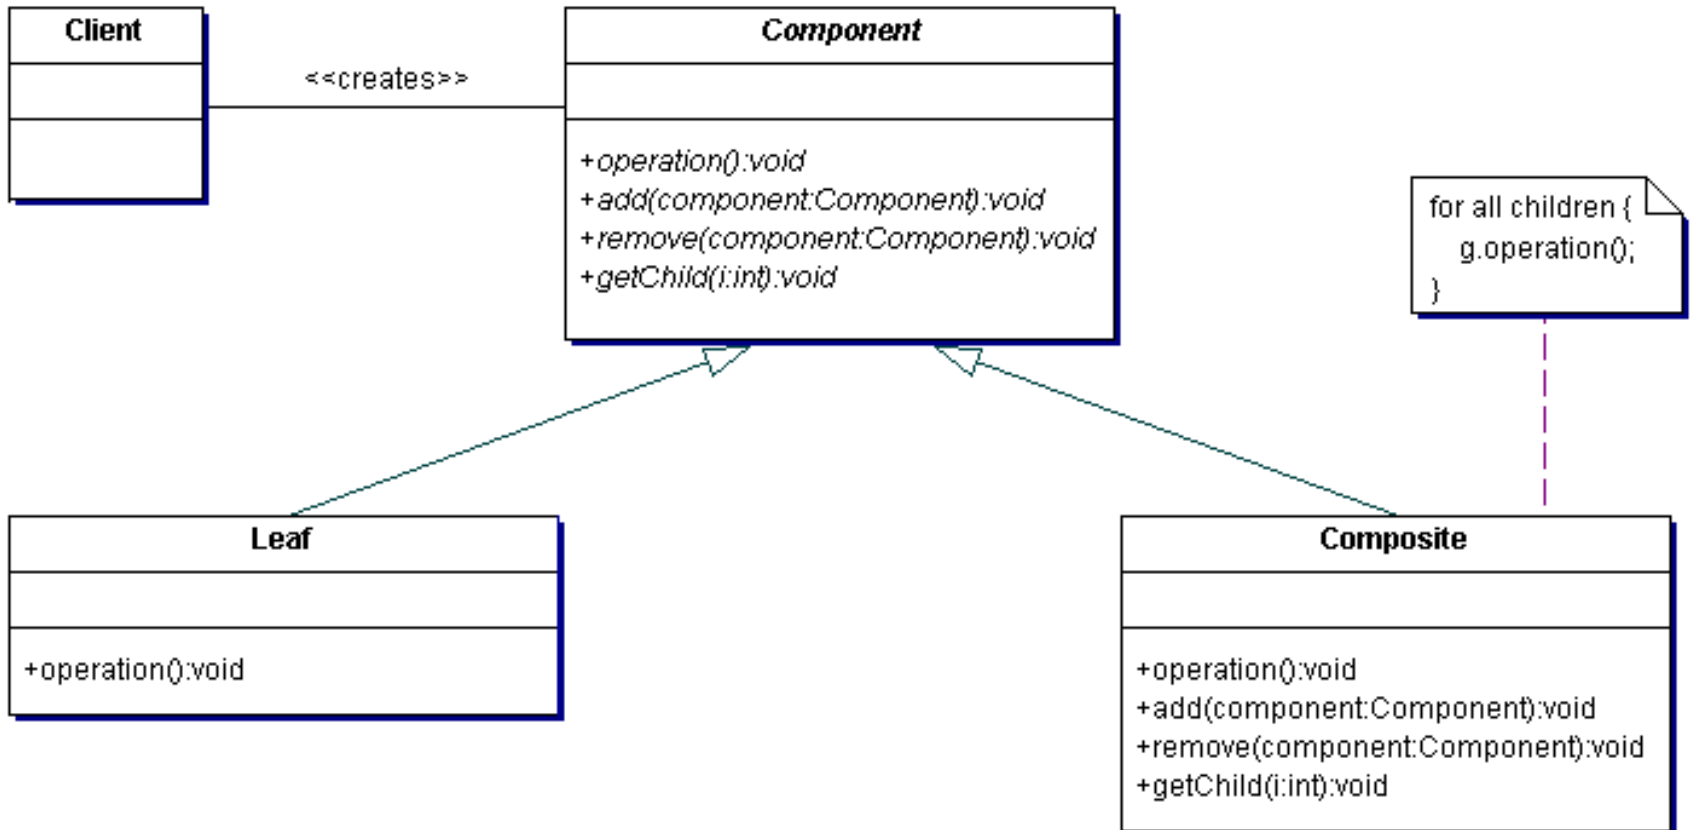 Client
<<creates>>
Component
+operation():void
+add(component:Component):void
+remove(component:Component):void
+getChild(i:int):void
for all children {
g.operation();
}
Leaf
+operation():void
Composite
+operation():void
+add(component:Component):void
+remove(component:Component):void
+getChild(i:int):void